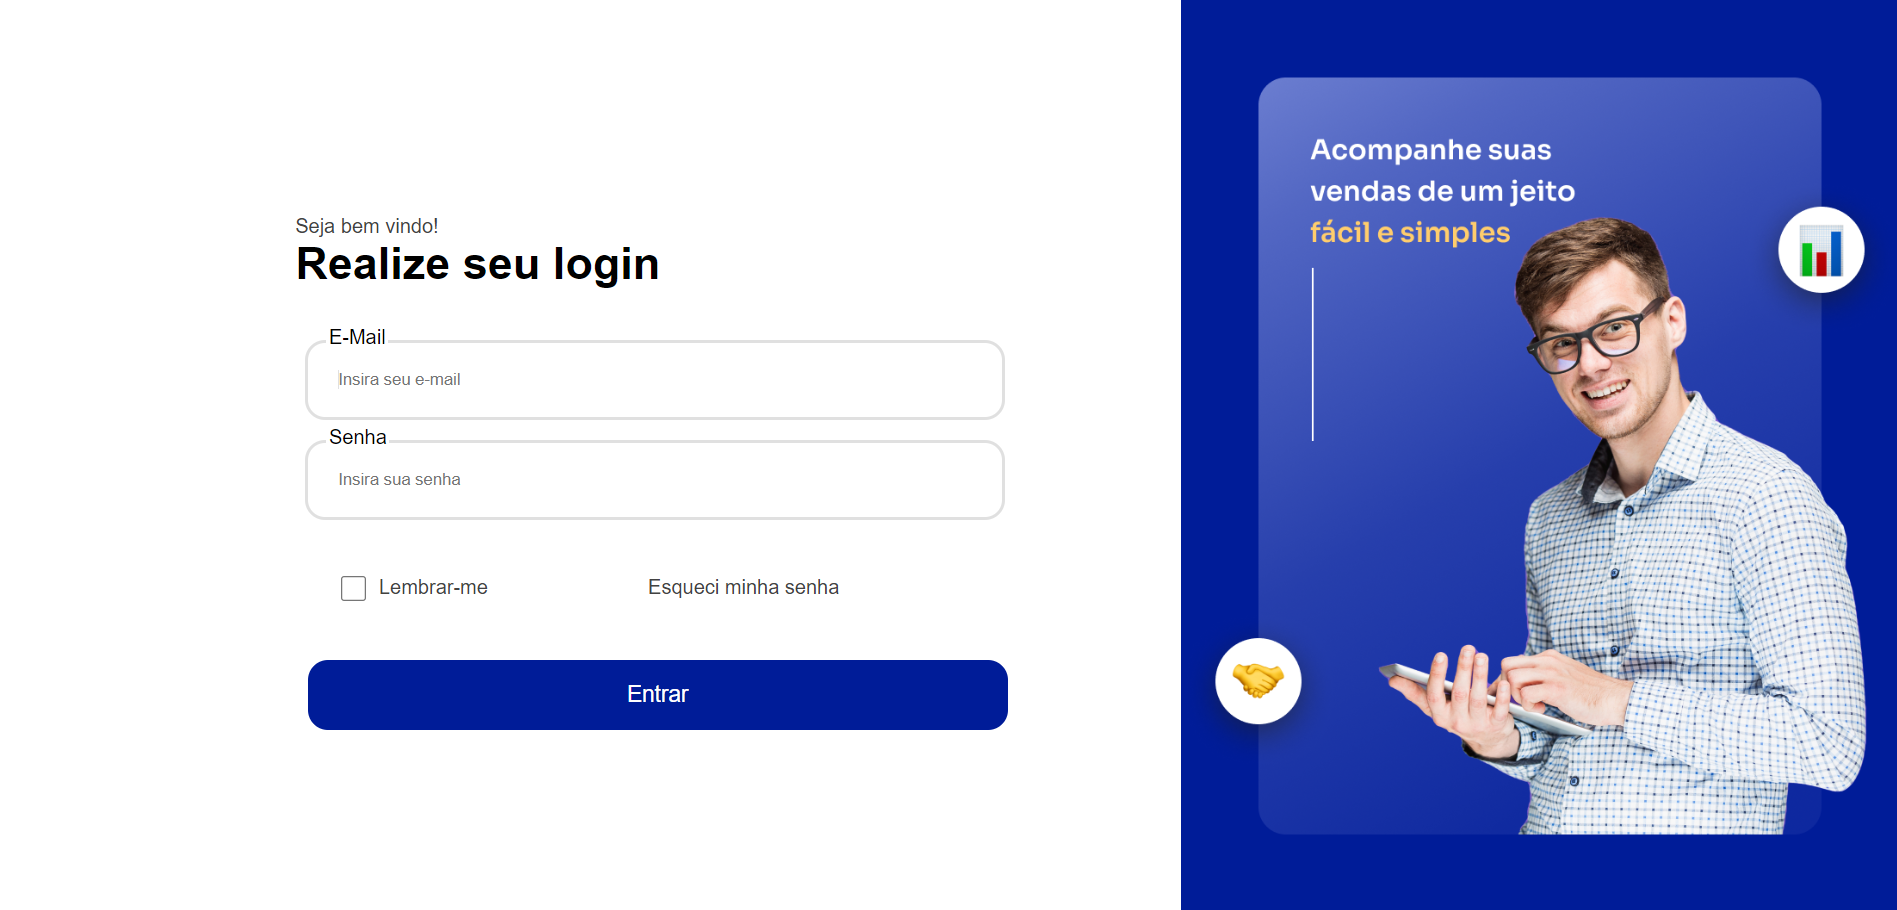 Seja bem vindo!
Realize seu login
E-Mail
Insira seu e-mail
Senha
Insira sua senha
Lembrar-me
Esqueci minha senha
Entrar
Acompanhe suas
vendas de um jeito
fácil e simples